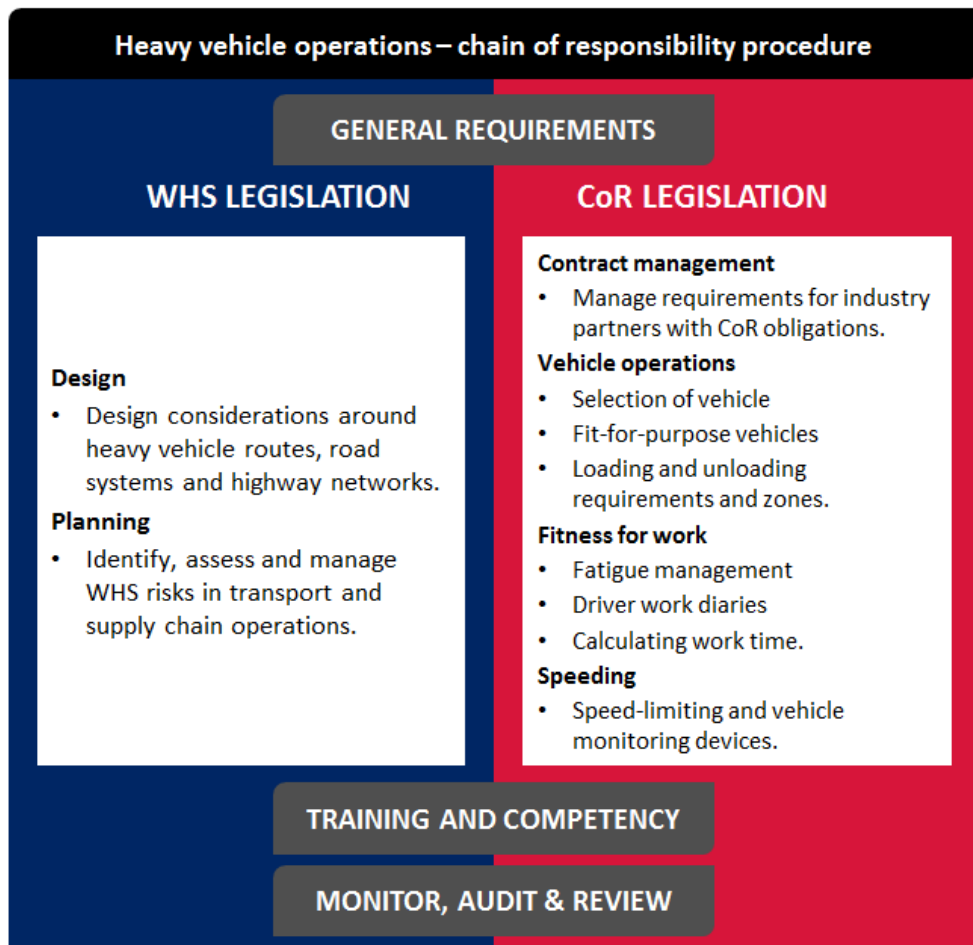 Heavy vehicle operations – chain of responsibility procedure
GENERAL REQUIREMENTS
WHS LEGISLATION
Design
• Design considerations around
heavy vehicle routes, road
systems and highway networks.
Planning
• Identify, assess and manage
WHS risks in transport and
supply chain operations.
CoR LEGISLATION
Contract management
• Manage requirements for industry
partners with CoR obligations.
Vehicle operations
• Selection of vehicle
• Fit-for-purpose vehicles
• Loading and unloading
requirements and zones.
Fitness for work
• Fatigue management
• Driver work diaries
• Calculating work time.
Speeding
• Speed-limiting and vehicle
monitoring devices.
TRAINING AND COMPETENCY
MONITOR, AUDIT & REVIEW